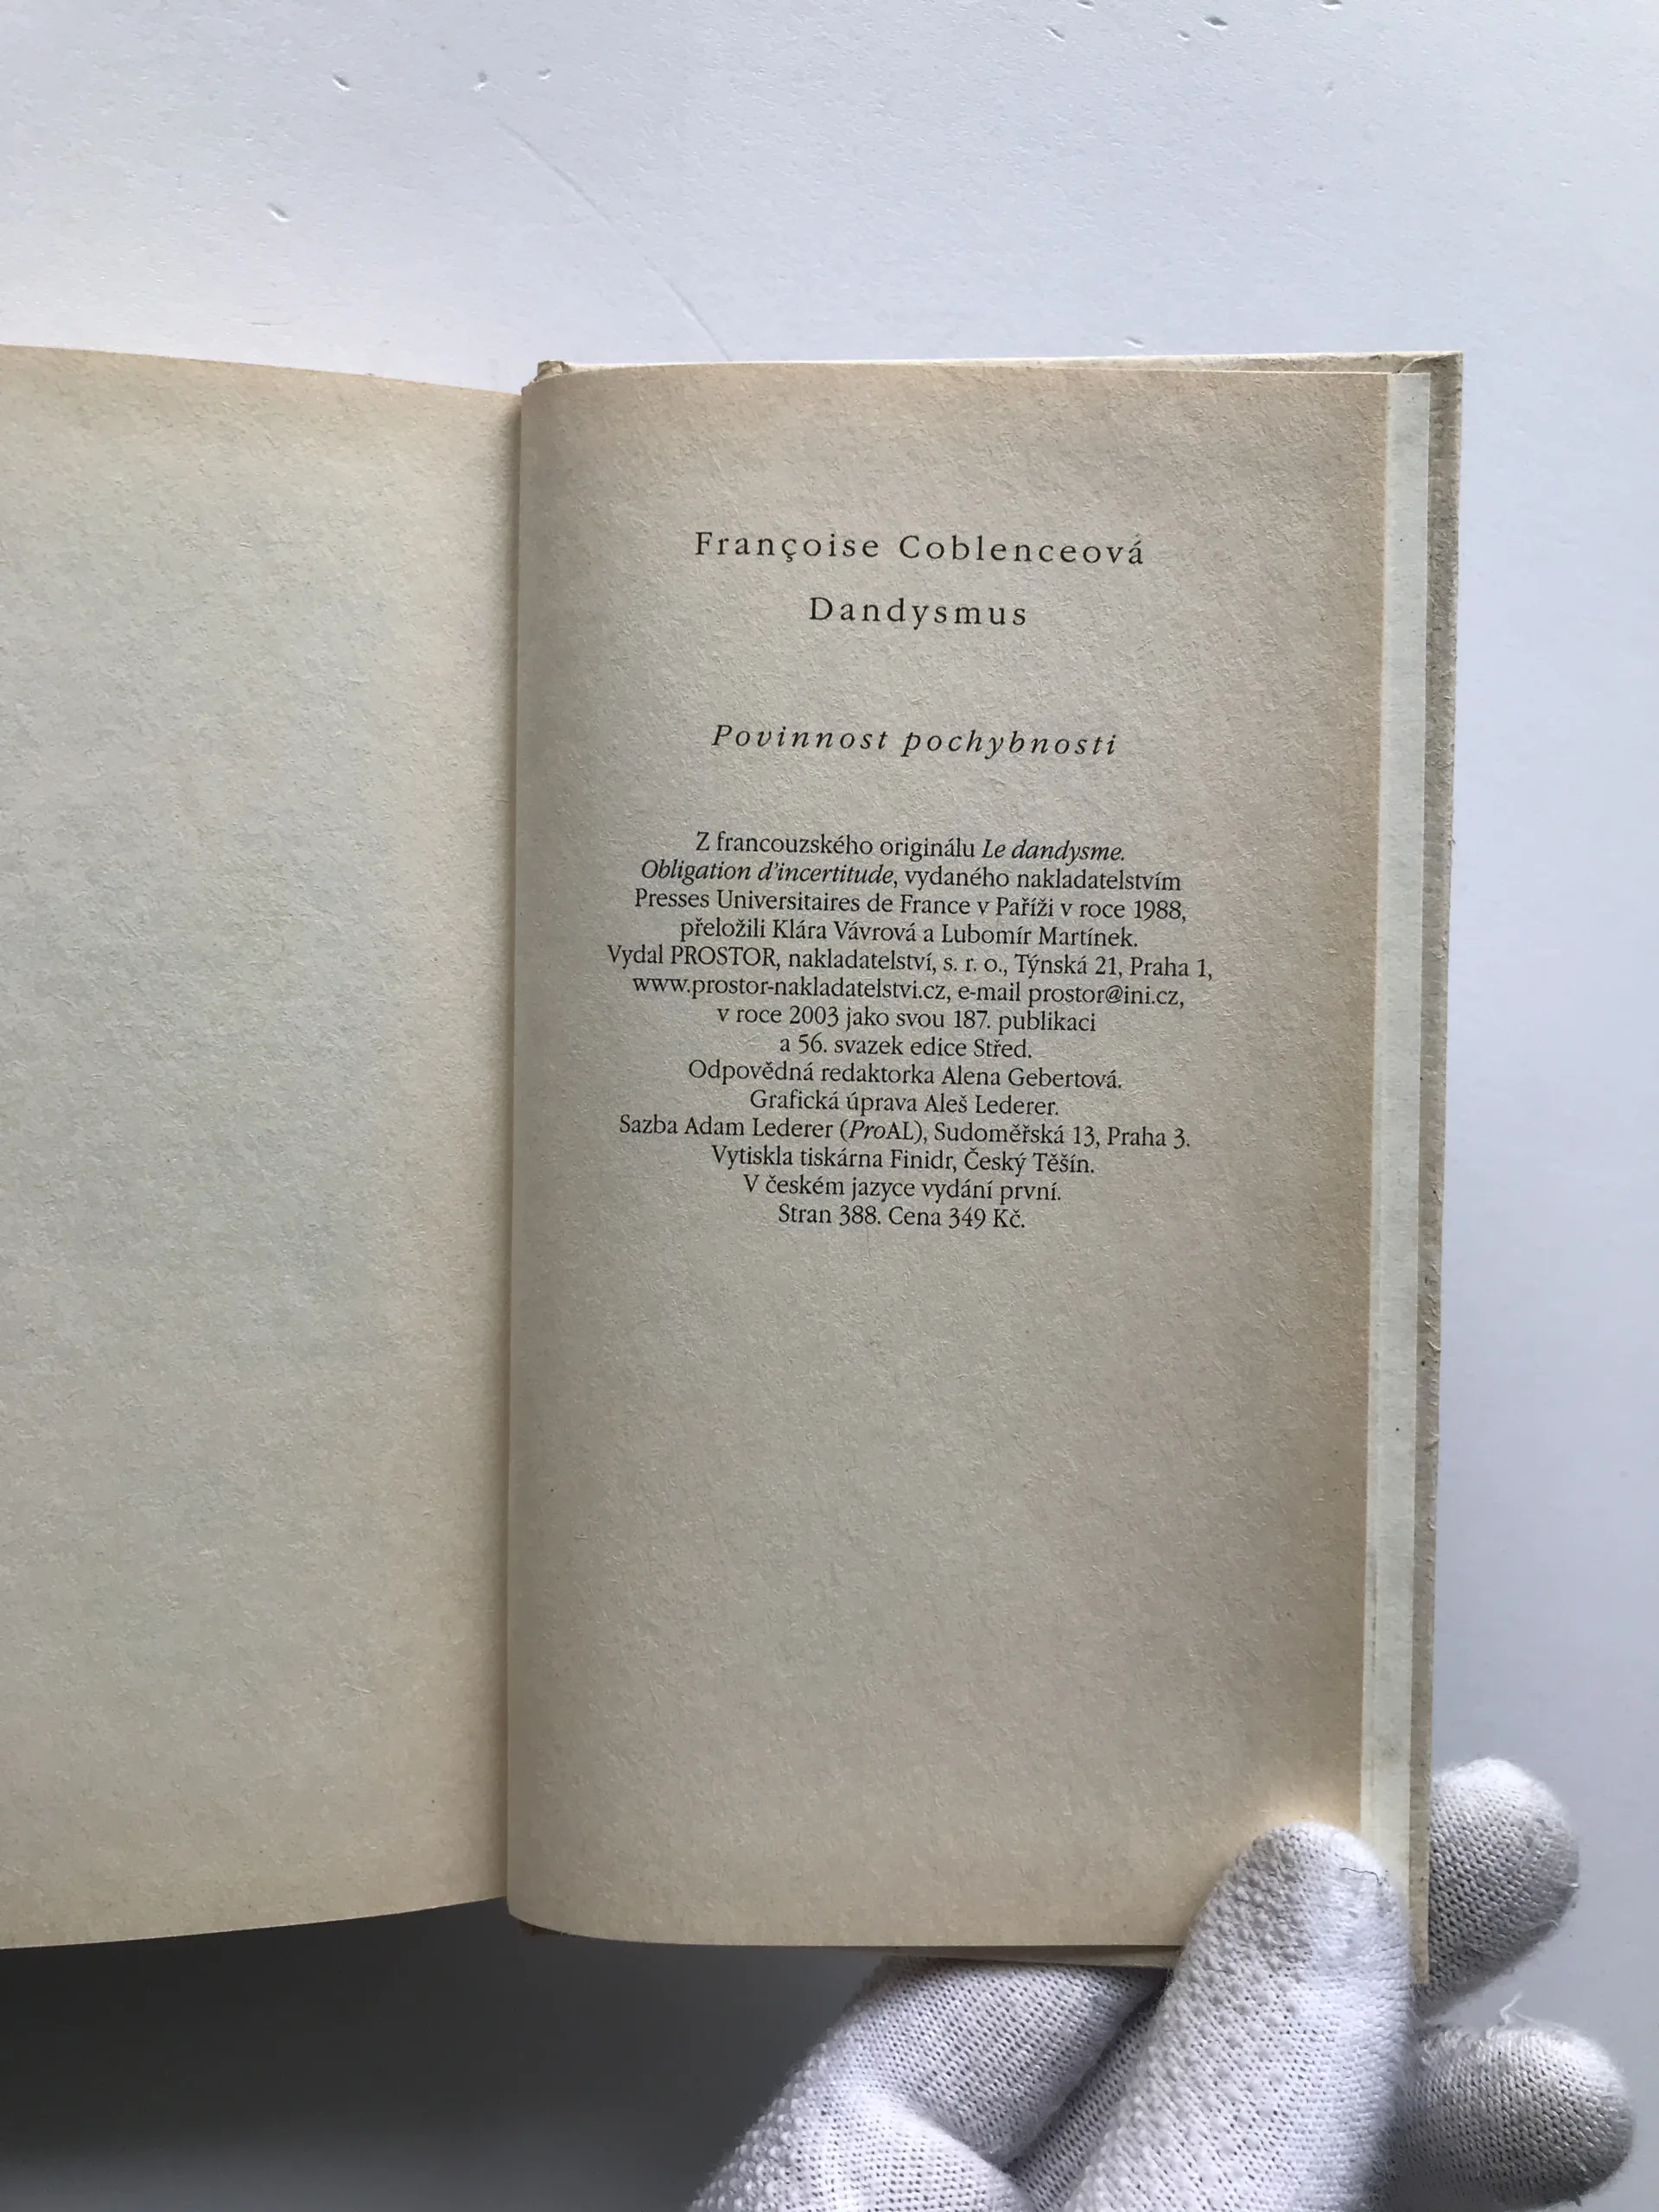 Françoise Coblenceová
Dandysmus
Povinnost pochybnosti
Z francouzského originálu Le dandysme.
Obligation d'incertitude, vydaného nakladatelstvím
Presses Universitaires de France v Paříži v roce 1988,
přeložili Klára Vávrová a Lubomír Martínek.
Vydal PROSTOR, nakladatelství, s. r. o., Týnská 21, Praha 1,
www.prostor-nakladatelstvi.cz, e-mail prostor@ini.cz,
v roce 2003 jako svou 187. publikaci
a 56. svazek edice Střed.
Odpovědná redaktorka Alena Gebertová.
Grafická úprava Aleš Lederer.
Sazba Adam Lederer (ProAL), Sudoměřská 13, Praha 3.
Vytiskla tiskárna Finidr, Český Těšín.
V českém jazyce vydání první.
Stran 388. Cena 349 Kč.